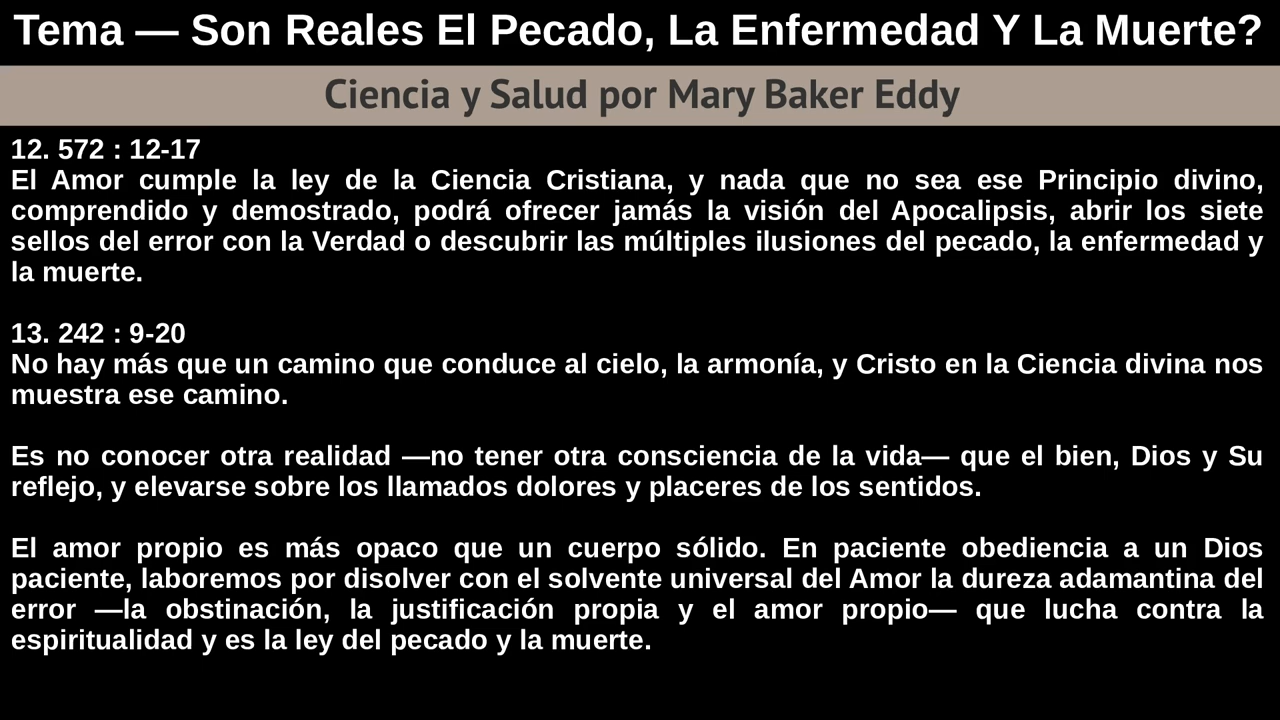 Tema — Son Reales El Pecado, La Enfermedad Y La Muerte?
Ciencia y Salud por Mary Baker Eddy
12. 572 : 12-17
El Amor cumple la ley de la Ciencia Cristiana, y nada que no sea ese Principio divino,
comprendido y demostrado, podrá ofrecer jamás la visión del Apocalipsis, abrir los siete
sellos del error con la Verdad o descubrir las múltiples ilusiones del pecado, la enfermedad y
la muerte.
13. 242 : 9-20
No hay más que un camino que conduce al cielo, la armonía, y Cristo en la Ciencia divina nos
muestra ese camino.
Es no conocer otra realidad —no tener otra consciencia de la vida— que el bien, Dios y Su
reflejo, y elevarse sobre los llamados dolores y placeres de los sentidos.
El amor propio es más opaco que un cuerpo sólido. En paciente obediencia a un Dios
paciente, laboremos por disolver con el solvente universal del Amor la dureza adamantina del
error —la obstinación, la justificación propia y el amor propio— que lucha contra la
espiritualidad y es la ley del pecado y la muerte.